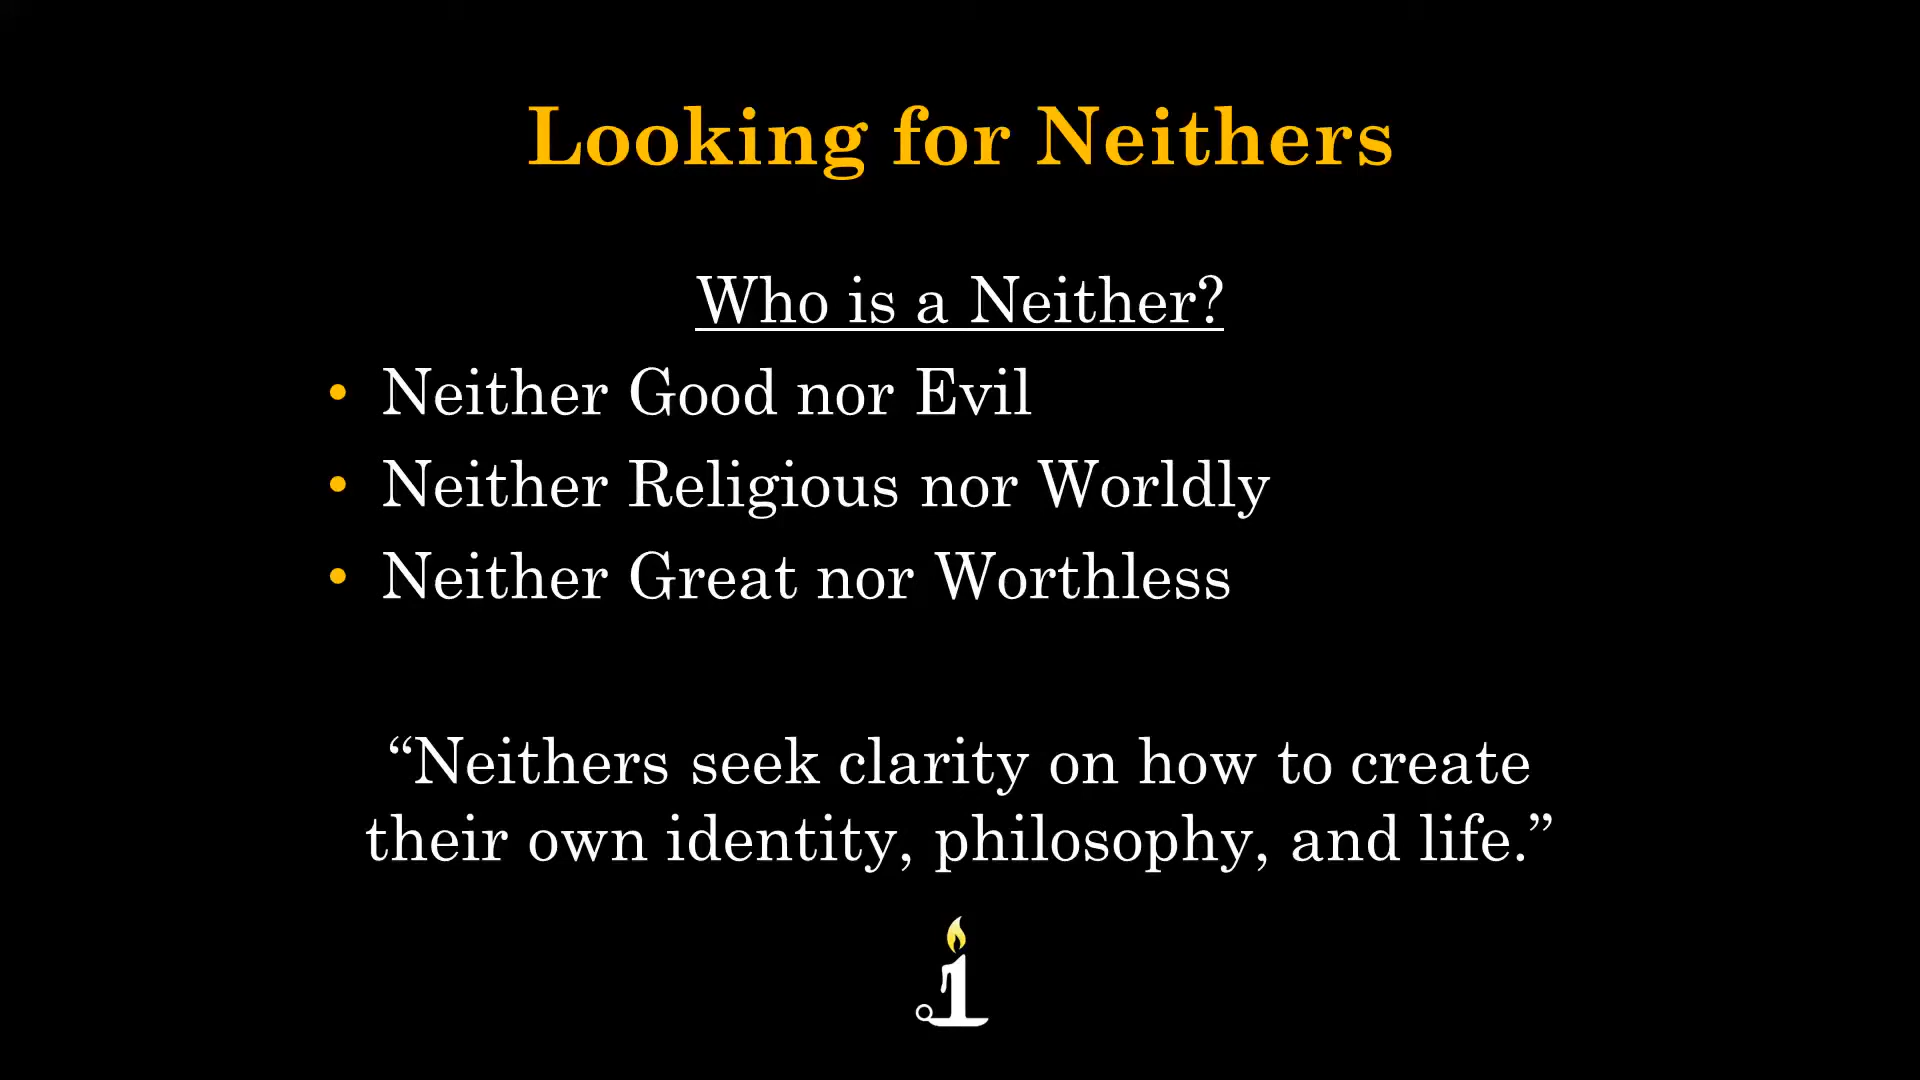 Looking for Neithers
Who is a Neither?
• Neither Good nor Evil
• Neither Religious nor Worldly
• Neither Great nor Worthless
“Neithers seek clarity on how to create
their own identity, philosophy, and life.”